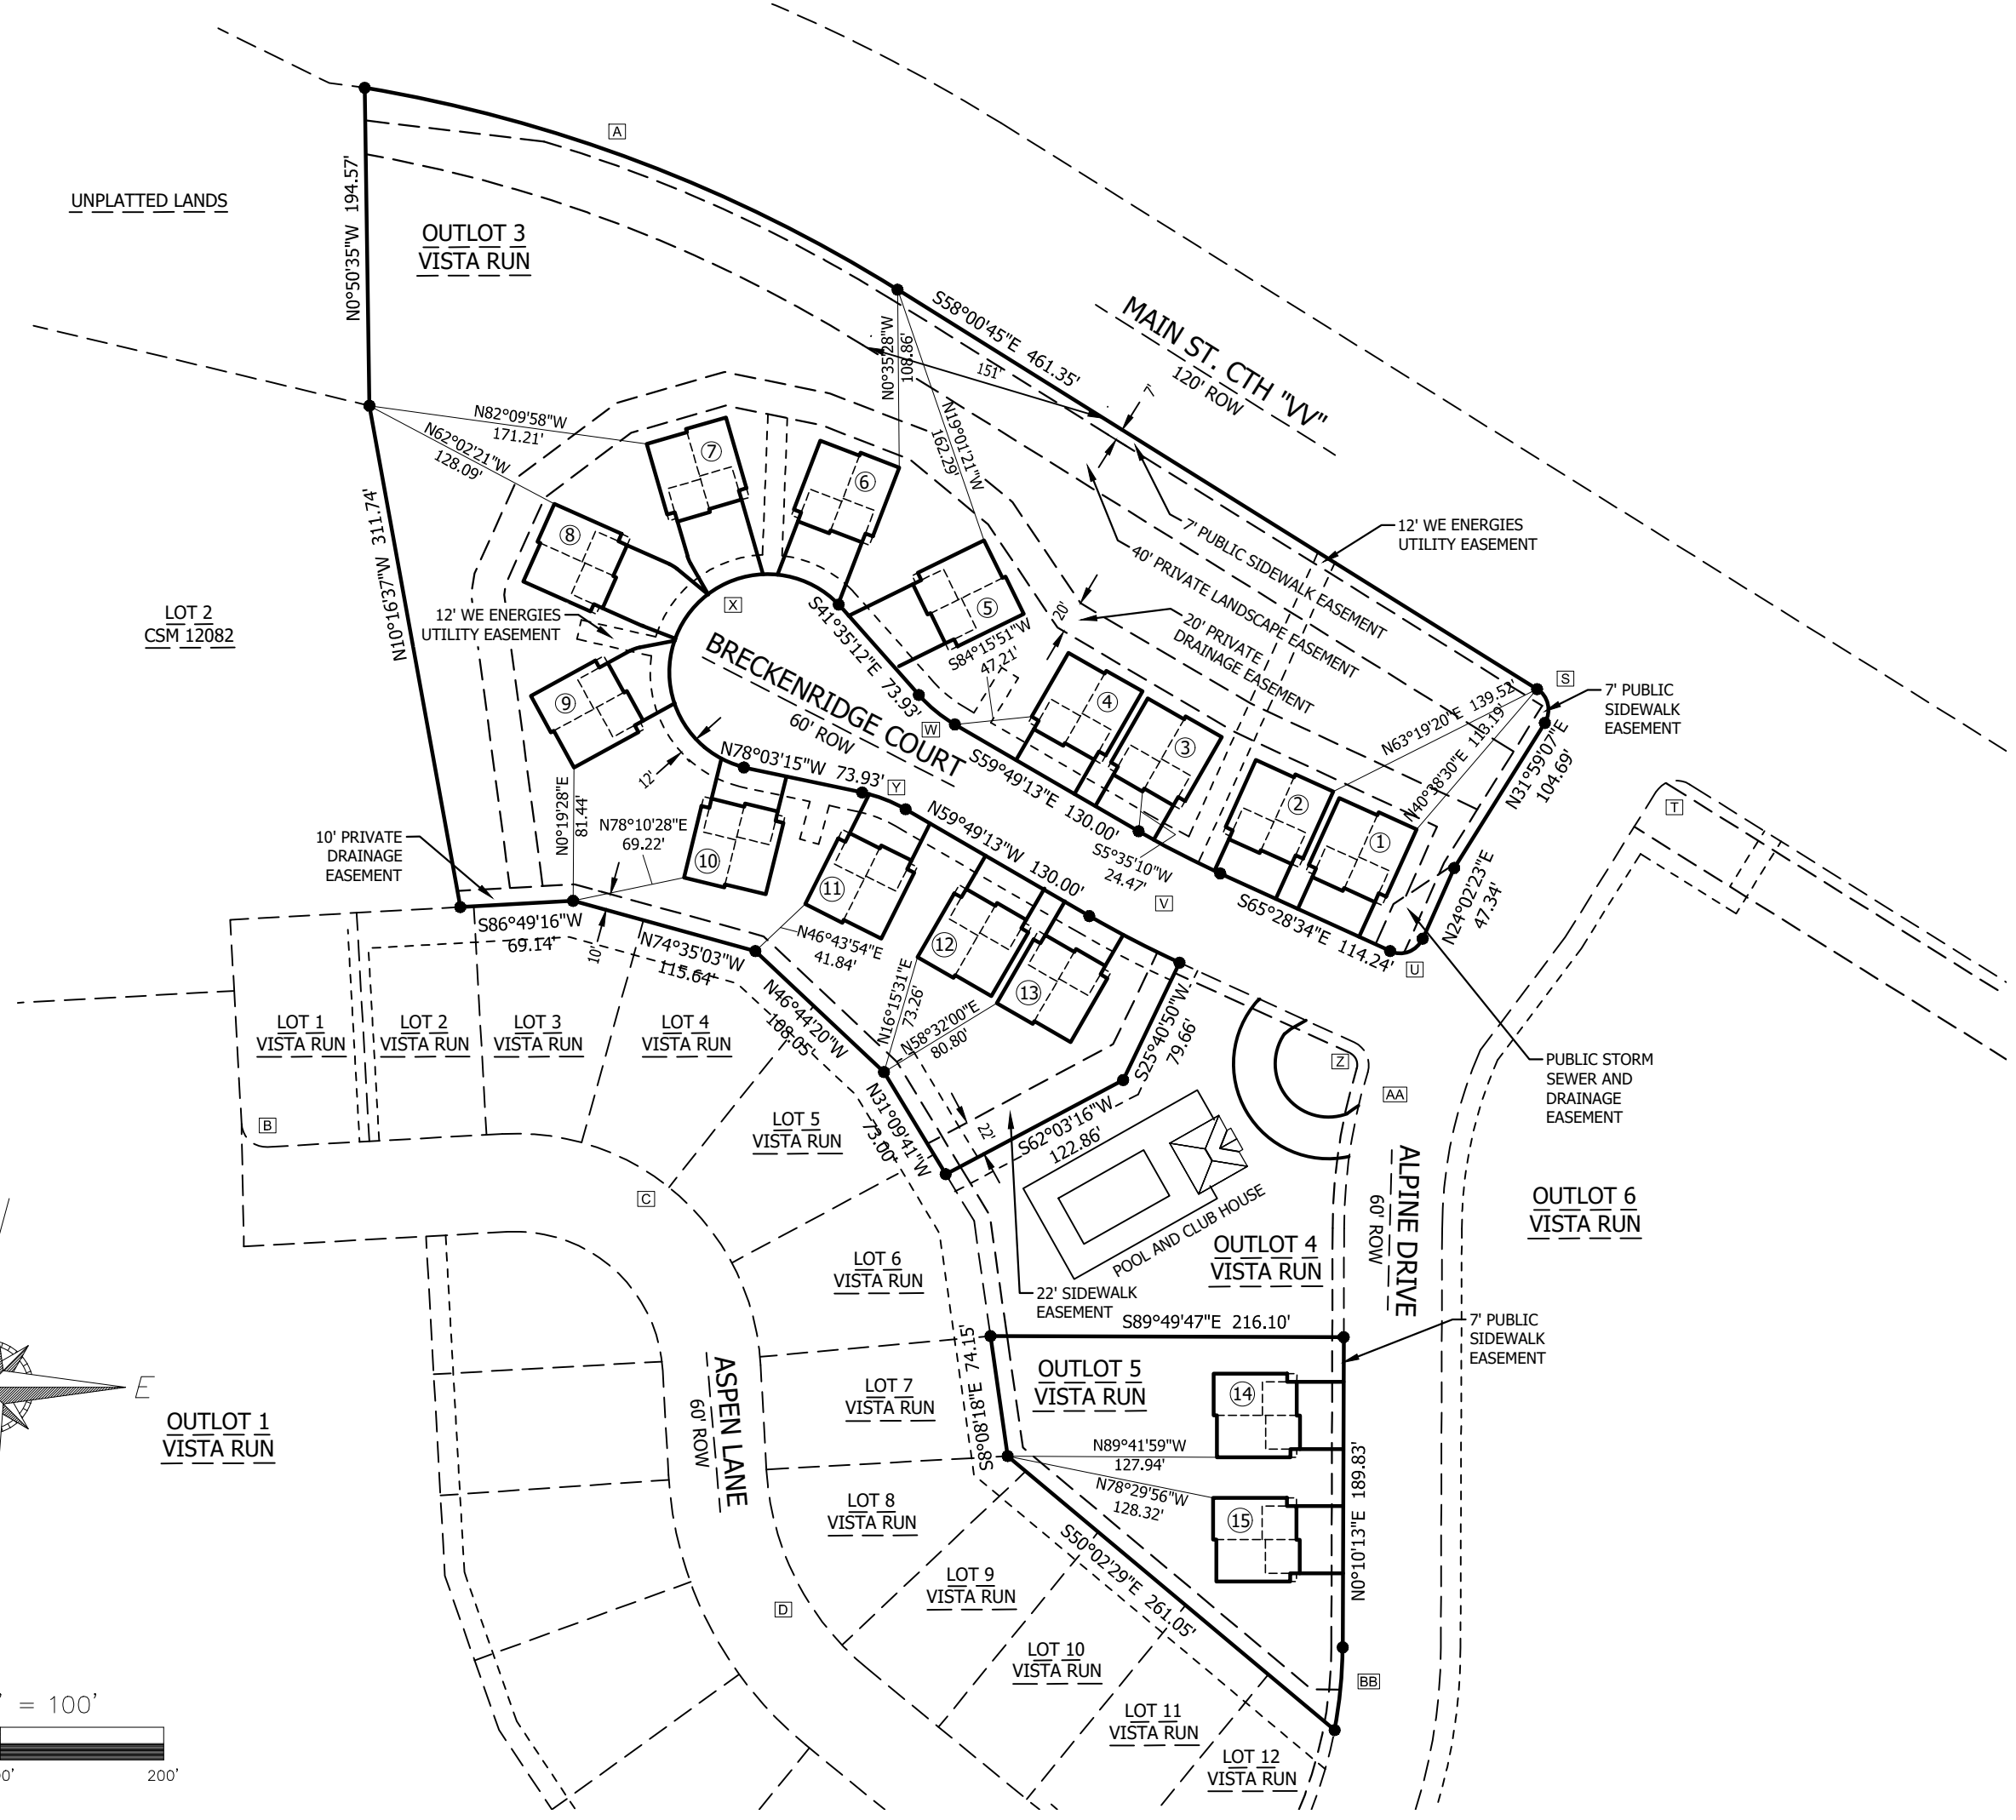 A
UNPLATTED LANDS
OUTLOT 3
VISTA RUN
N0°50'35"W 194.57'
S58°00'45"E 461.35'
MAIN ST. CTH "VV"
120' ROW
N0°35'28"W
108.86'
151'
7'
N19°01'21"W
162.29'
N82°09'58"W
171.21'
N62°02'21"W
128.09'
7
6
8
5
12' WE ENERGIES
UTILITY EASEMENT
7' PUBLIC SIDEWALK EASEMENT
40' PRIVATE LANDSCAPE EASEMENT
20' PRIVATE
DRAINAGE EASEMENT
20'
LOT 2
CSM 12082
N10°16'37"W 311.74'
12' WE ENERGIES
UTILITY EASEMENT
X
S41°35'12"E 73.93'
S84°15'51"W
47.21'
BRECKENRIDGE COURT
60' ROW
9
4
3
W
S
7' PUBLIC
SIDEWALK
EASEMENT
N63°19'20"E 139.52'
N40°38'30"E 113.19'
N31°59'07"E
104.69'
12'
N78°03'15"W 73.93'
Y
S59°49'13"E 130.00'
2
1
T
N0°19'28"E
81.44'
N78°10'28"E
69.22'
10
11
N59°49'13"W 130.00'
S5°35'10"W
24.47'
10' PRIVATE
DRAINAGE
EASEMENT
V
S65°28'34"E 114.24'
N24°02'23"E
47.34'
U
S86°49'16"W
69.14'
10'
N74°35'03"W
115.64'
N46°43'54"E
41.84'
12
13
N46°44'20"W
108.05'
N16°15'31"E
73.26'
N58°32'00"E
80.80'
S25°40'50"W
79.66'
LOT 1
VISTA RUN
LOT 2
VISTA RUN
LOT 3
VISTA RUN
LOT 4
VISTA RUN
Z
PUBLIC STORM
SEWER AND
DRAINAGE
EASEMENT
AA
B
LOT 5
VISTA RUN
N31°09'41"W
73.00'
22'
S62°03'16"W
122.86'
C
POOL AND CLUB HOUSE
ALPINE DRIVE
60' ROW
OUTLOT 6
VISTA RUN
LOT 6
VISTA RUN
OUTLOT 4
VISTA RUN
22' SIDEWALK
EASEMENT
S89°49'47"E 216.10'
7' PUBLIC
SIDEWALK
EASEMENT
S8°08'18"E 74.15'
OUTLOT 5
VISTA RUN
14
E
OUTLOT 1
VISTA RUN
ASPEN LANE
60' ROW
LOT 7
VISTA RUN
N89°41'59"W
127.94'
N78°29'56"W
128.32'
15
N0°10'13"E 189.83'
LOT 8
VISTA RUN
S50°02'29"E 261.05'
LOT 9
VISTA RUN
D
LOT 10
VISTA RUN
BB
LOT 11
VISTA RUN
LOT 12
VISTA RUN
' = 100'
0'
200'